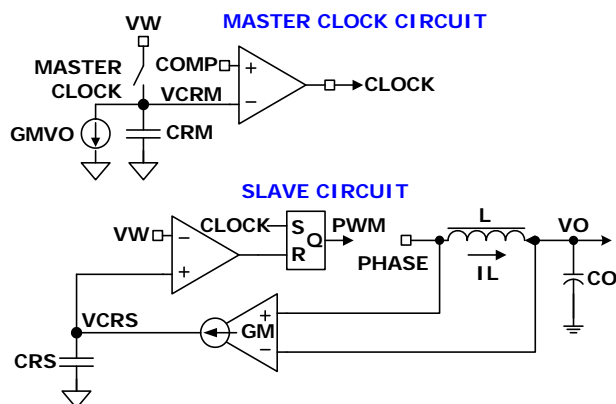 MASTER CLOCK CIRCUIT
VW
MASTER
CLOCK
COMP
+
−
CLOCK
VCRM
GMVO
CRM
SLAVE CIRCUIT
VW
−
+
CLOCK
S
R
Q
PWM
PHASE
L
IL
VO
CO
VCRS
GM
+
−
CRS